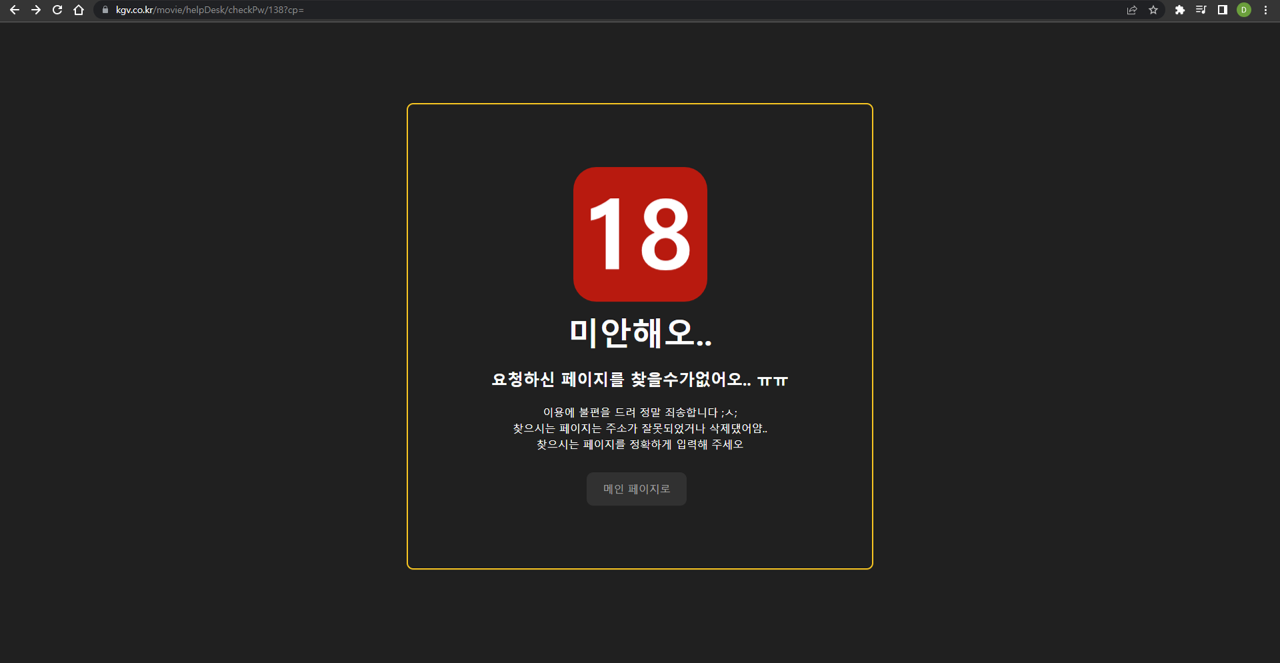 kgv.co.kr/movie/helpDesk/checkPw/138?cp=
D
18
미안해오..
요청하신 페이지를 찾을수가없어오.. ㅠㅠ
이용에 불편을 드려 정말 죄송합니다 ;ㅅ;
찾으시는 페이지는 주소가 잘못되었거나 삭제댔어얌..
찾으시는 페이지를 정확하게 입력해 주세오
메인 페이지로